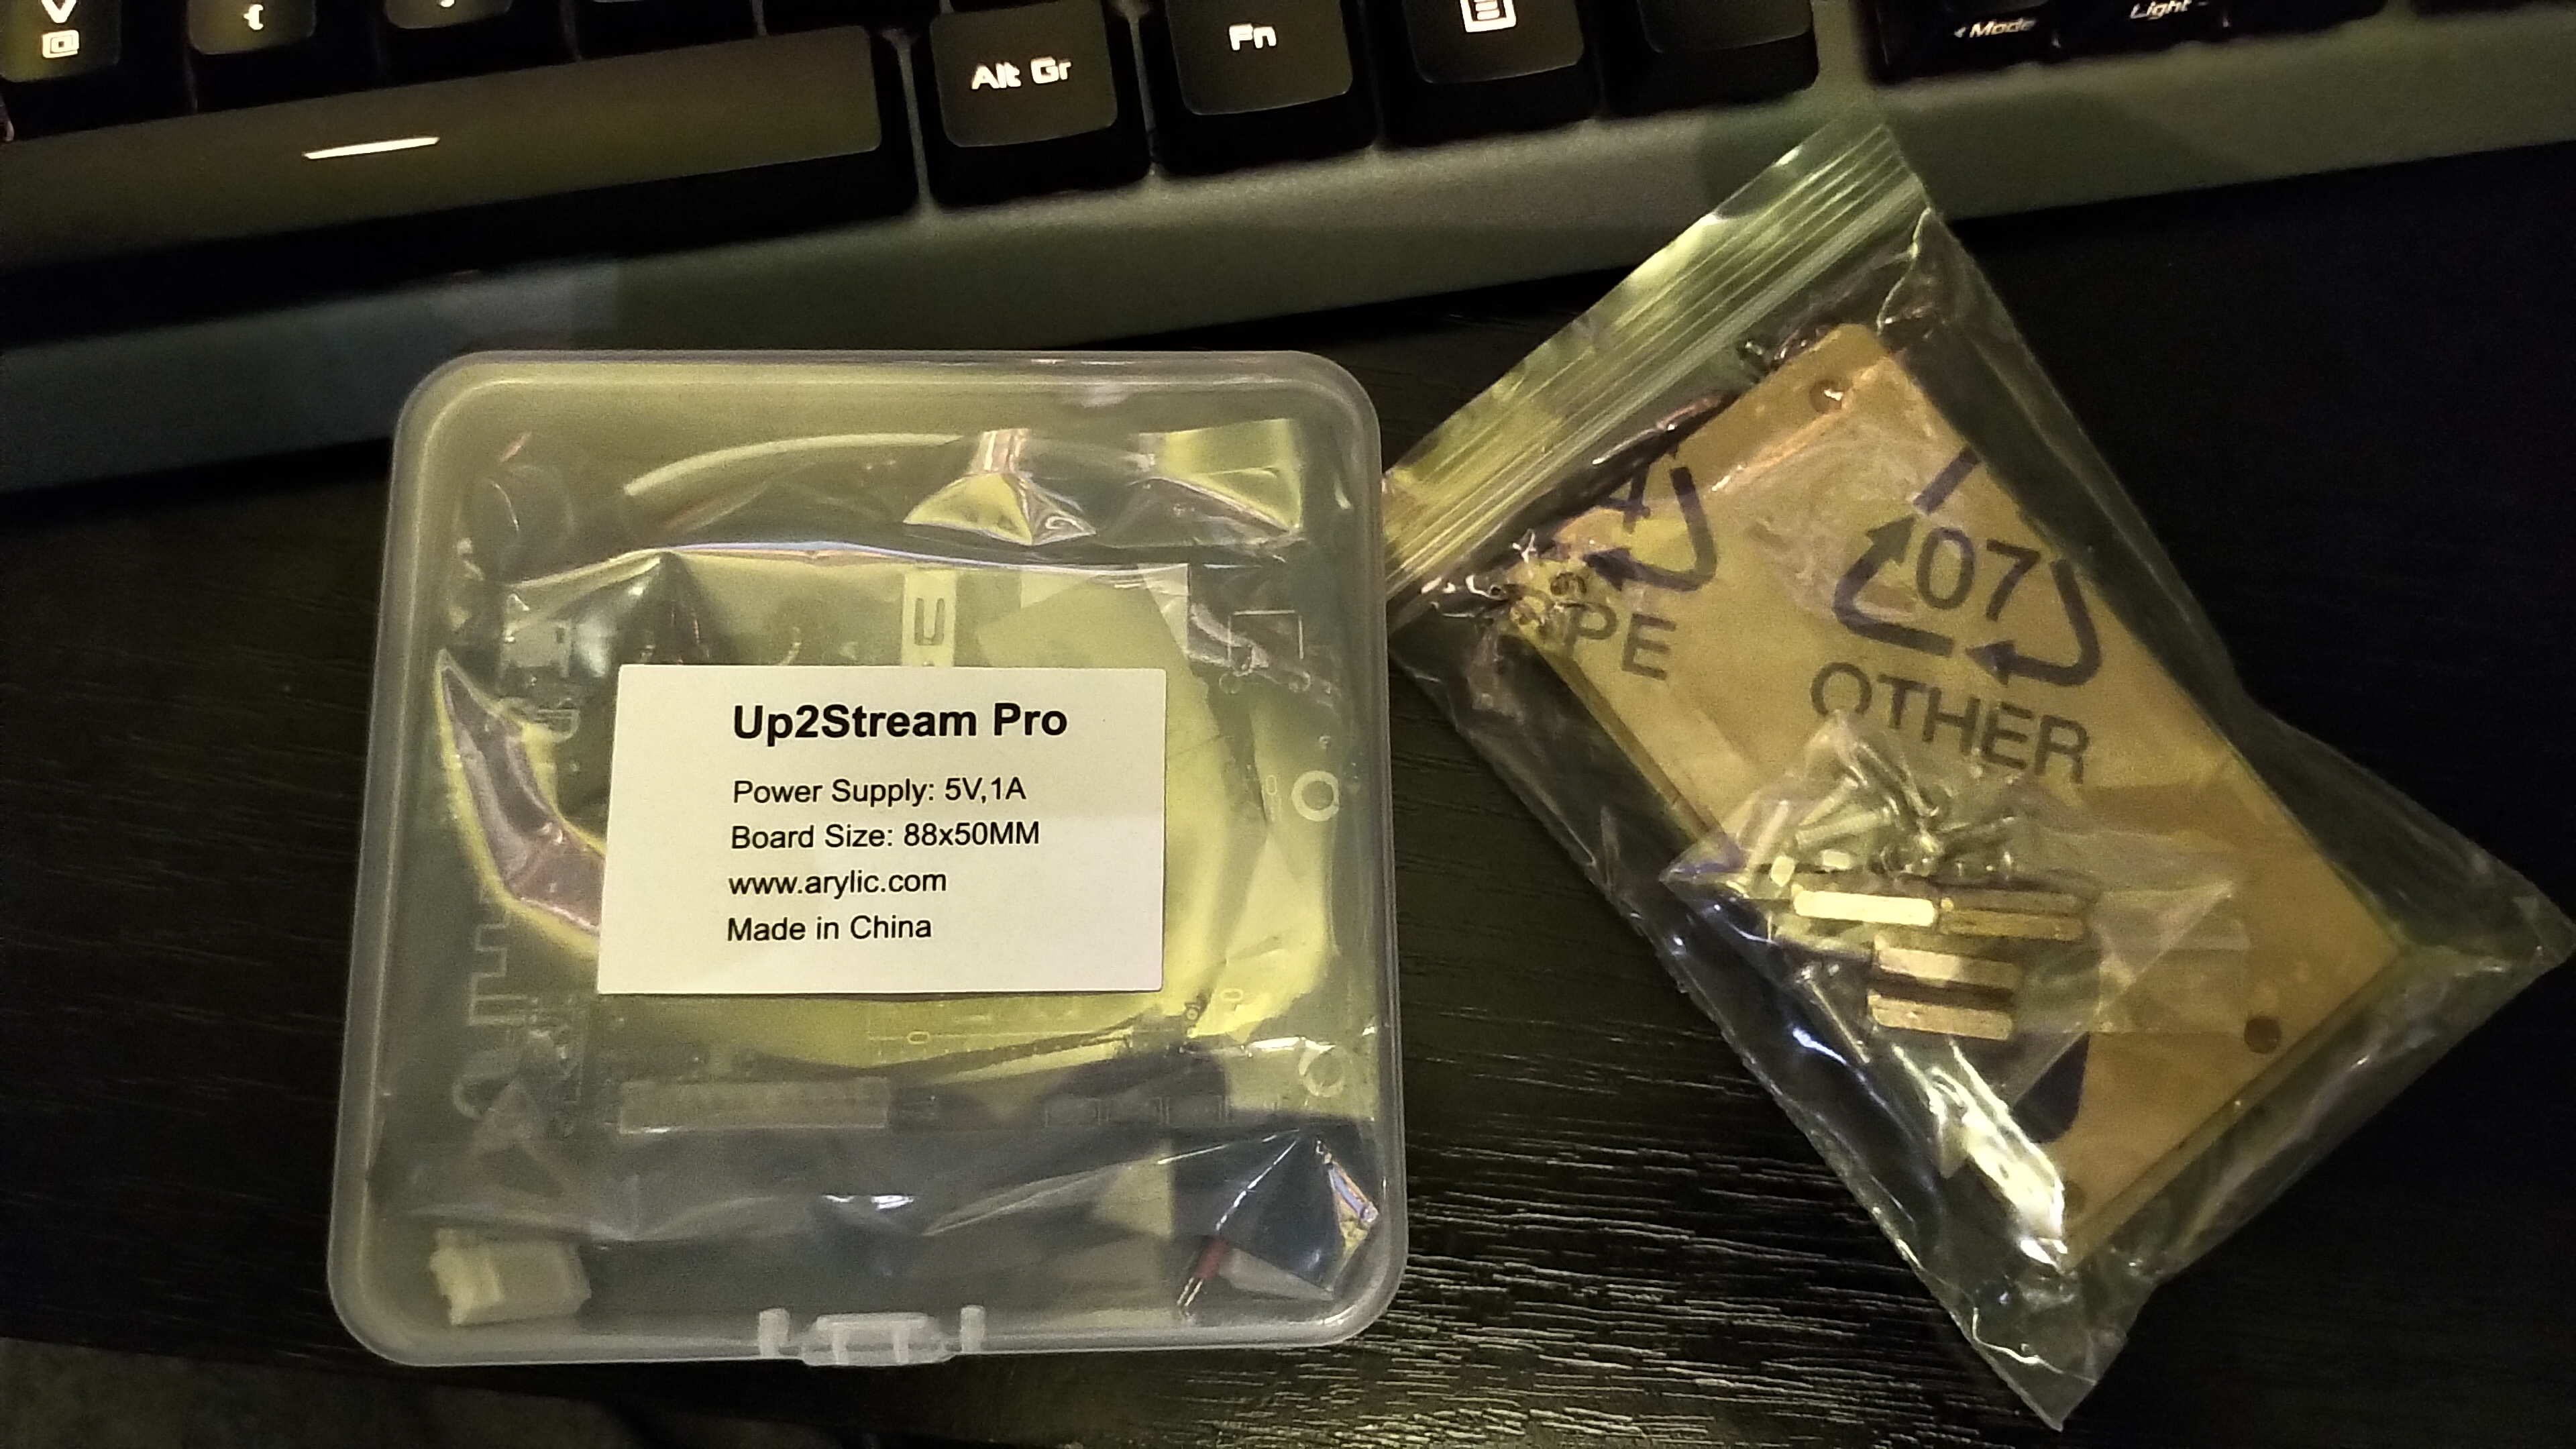 V
Alt Gr
Fn
Mode
Light -
Up2Stream Pro
Power Supply: 5V,1A
Board Size: 88x50MM
www.arylic.com
Made in China
PE
07
OTHER